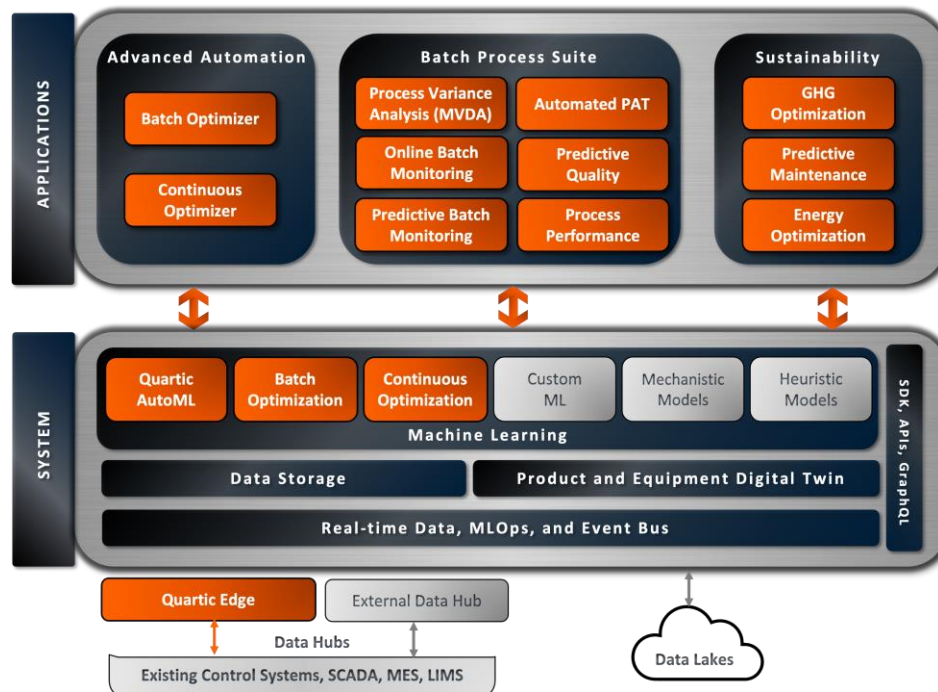 APPLICATIONS
Advanced Automation
Batch Optimizer
Continuous
Optimizer
Batch Process Suite
Process Variance
Analysis (MVDA)
Automated PAT
Online Batch
Monitoring
Predictive
Quality
Predictive Batch
Monitoring
Process
Performance
Sustainability
GHG
Optimization
Predictive
Maintenance
Energy
Optimization
SYSTEM
Quartic
AutoML
Batch
Optimization
Continuous
Optimization
Custom
ML
Mechanistic
Models
Heuristic
Models
Machine Learning
Data Storage
Product and Equipment Digital Twin
Real-time Data, MLOps, and Event Bus
SDK, APIs, GraphQL
Quartic Edge
External Data Hub
Data Hubs
Existing Control Systems, SCADA, MES, LIMS
Data Lakes